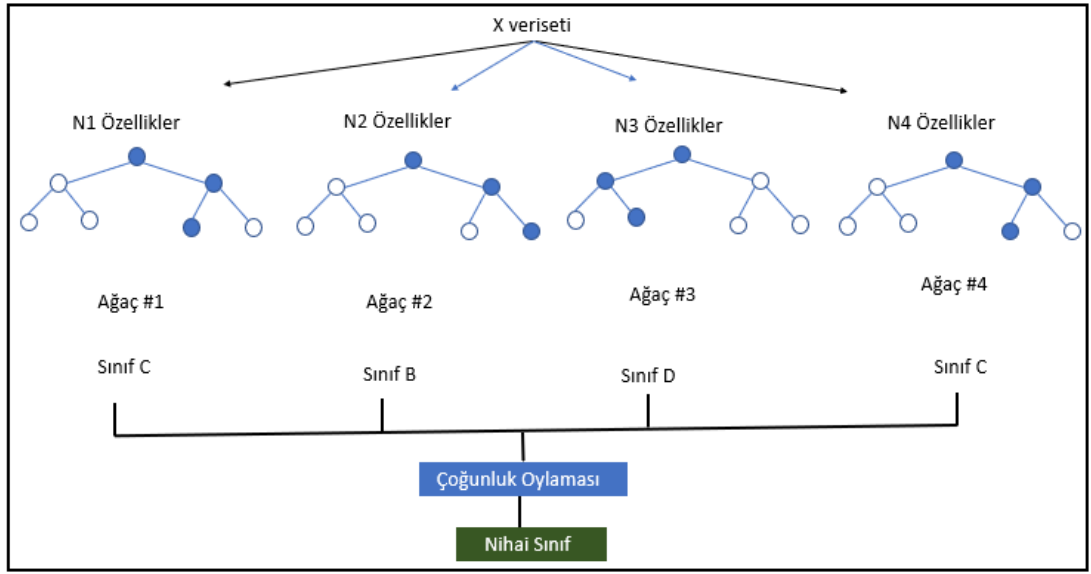 X veriseti
N1 Özellikler
N2 Özellikler
N3 Özellikler
N4 Özellikler
Ağaç #1
Ağaç #2
Ağaç #3
Ağaç #4
Sınıf C
Sınıf B
Sınıf D
Sınıf C
Çoğunluk Oylaması
Nihai Sınıf